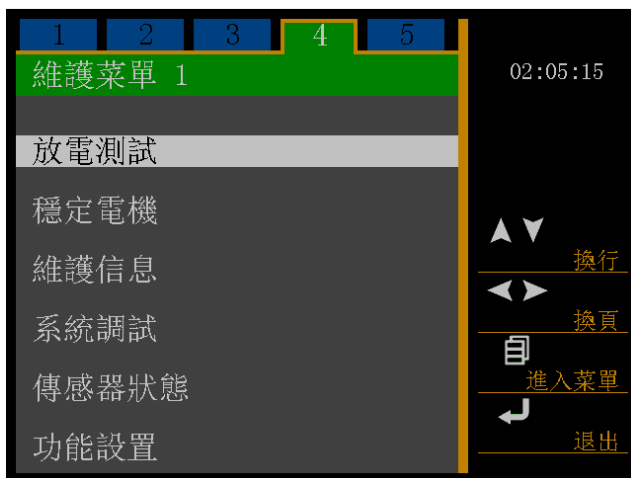 1 2 3 4 5
維護菜單 1
02:05:15
放電測試
穩定電機
維護信息
系統調試
傳感器狀態
功能設置
換行
換頁
進入菜單
退出